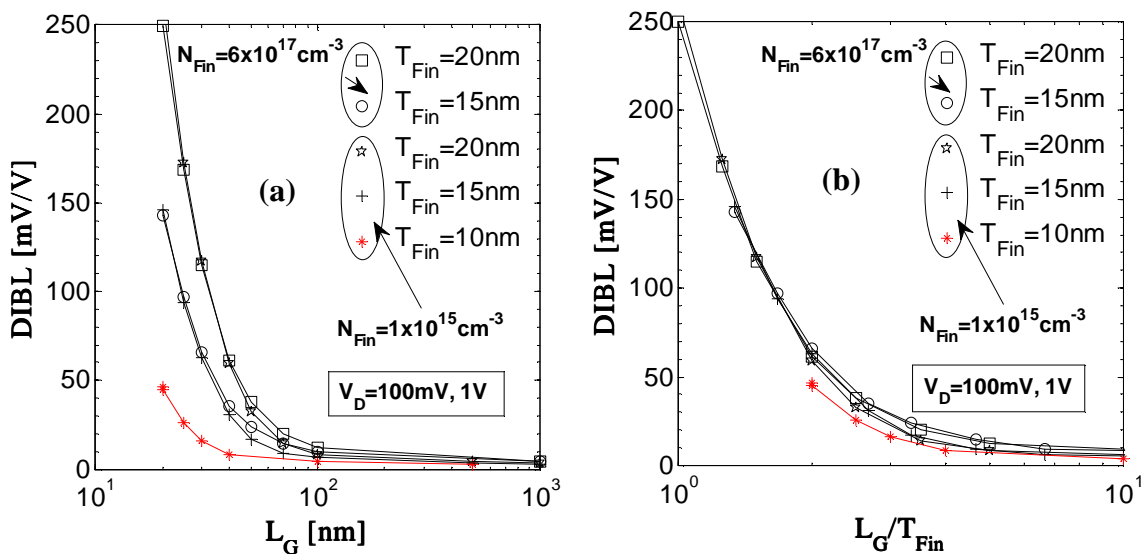 250
200
150
100
50
0
DIBL [mV/V]
10^1
10^2
10^3
L_G [nm]
N_Fin=6x10^17cm^-3
T_Fin=20nm
T_Fin=15nm
T_Fin=20nm
T_Fin=15nm
T_Fin=10nm
(a)
N_Fin=1x10^15cm^-3
V_D=100mV, 1V
250
200
150
100
50
0
DIBL [mV/V]
10^0
10^1
L_G/T_Fin
N_Fin=6x10^17cm^-3
T_Fin=20nm
T_Fin=15nm
T_Fin=20nm
T_Fin=15nm
T_Fin=10nm
(b)
N_Fin=1x10^15cm^-3
V_D=100mV, 1V